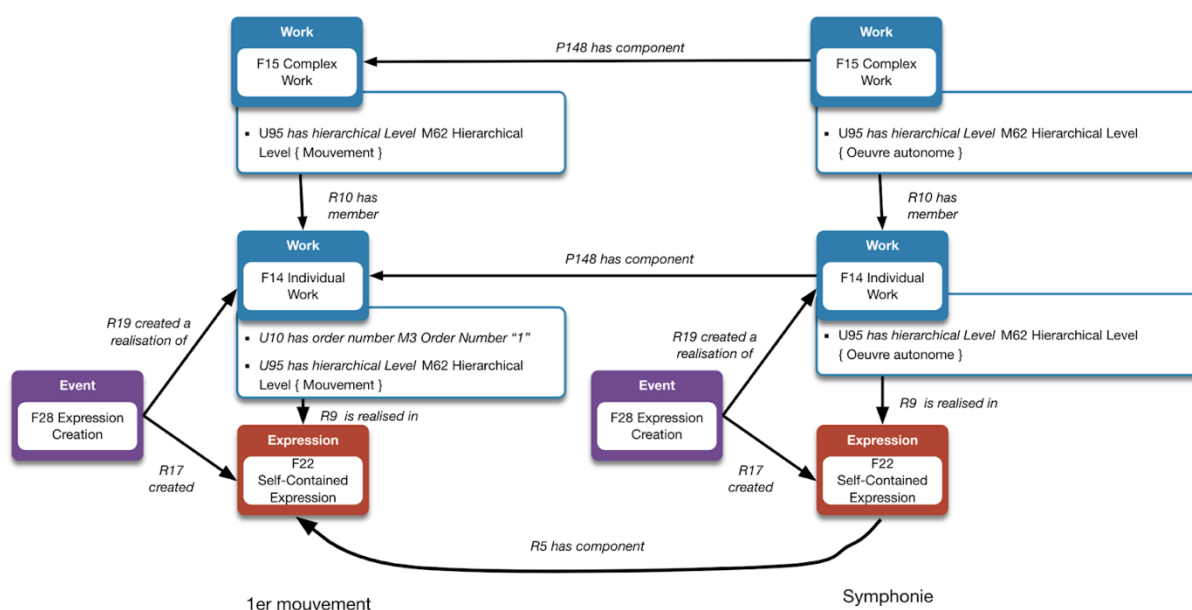 Work
F15 Complex
Work
P148 has component
Work
F15 Complex
Work
▪ U95 has hierarchical Level M62 Hierarchical
Level { Mouvement }
▪ U95 has hierarchical Level M62 Hierarchical Level
{ Oeuvre autonome }
R10 has
member
R10 has
member
Work
F14 Individual
Work
P148 has component
Work
F14 Individual
Work
R19 created a
realisation of
▪ U10 has order number M3 Order Number “1”
▪ U95 has hierarchical Level M62 Hierarchical
Level { Mouvement }
R19 created a
realisation of
▪ U95 has hierarchical Level M62 Hierarchical Level
{ Oeuvre autonome }
Event
F28 Expression
Creation
R9 is realised in
Event
F28 Expression
Creation
R9 is realised in
R17
created
Expression
F22
Self-Contained
Expression
R17
created
Expression
F22
Self-Contained
Expression
R5 has component
1er mouvement
Symphonie